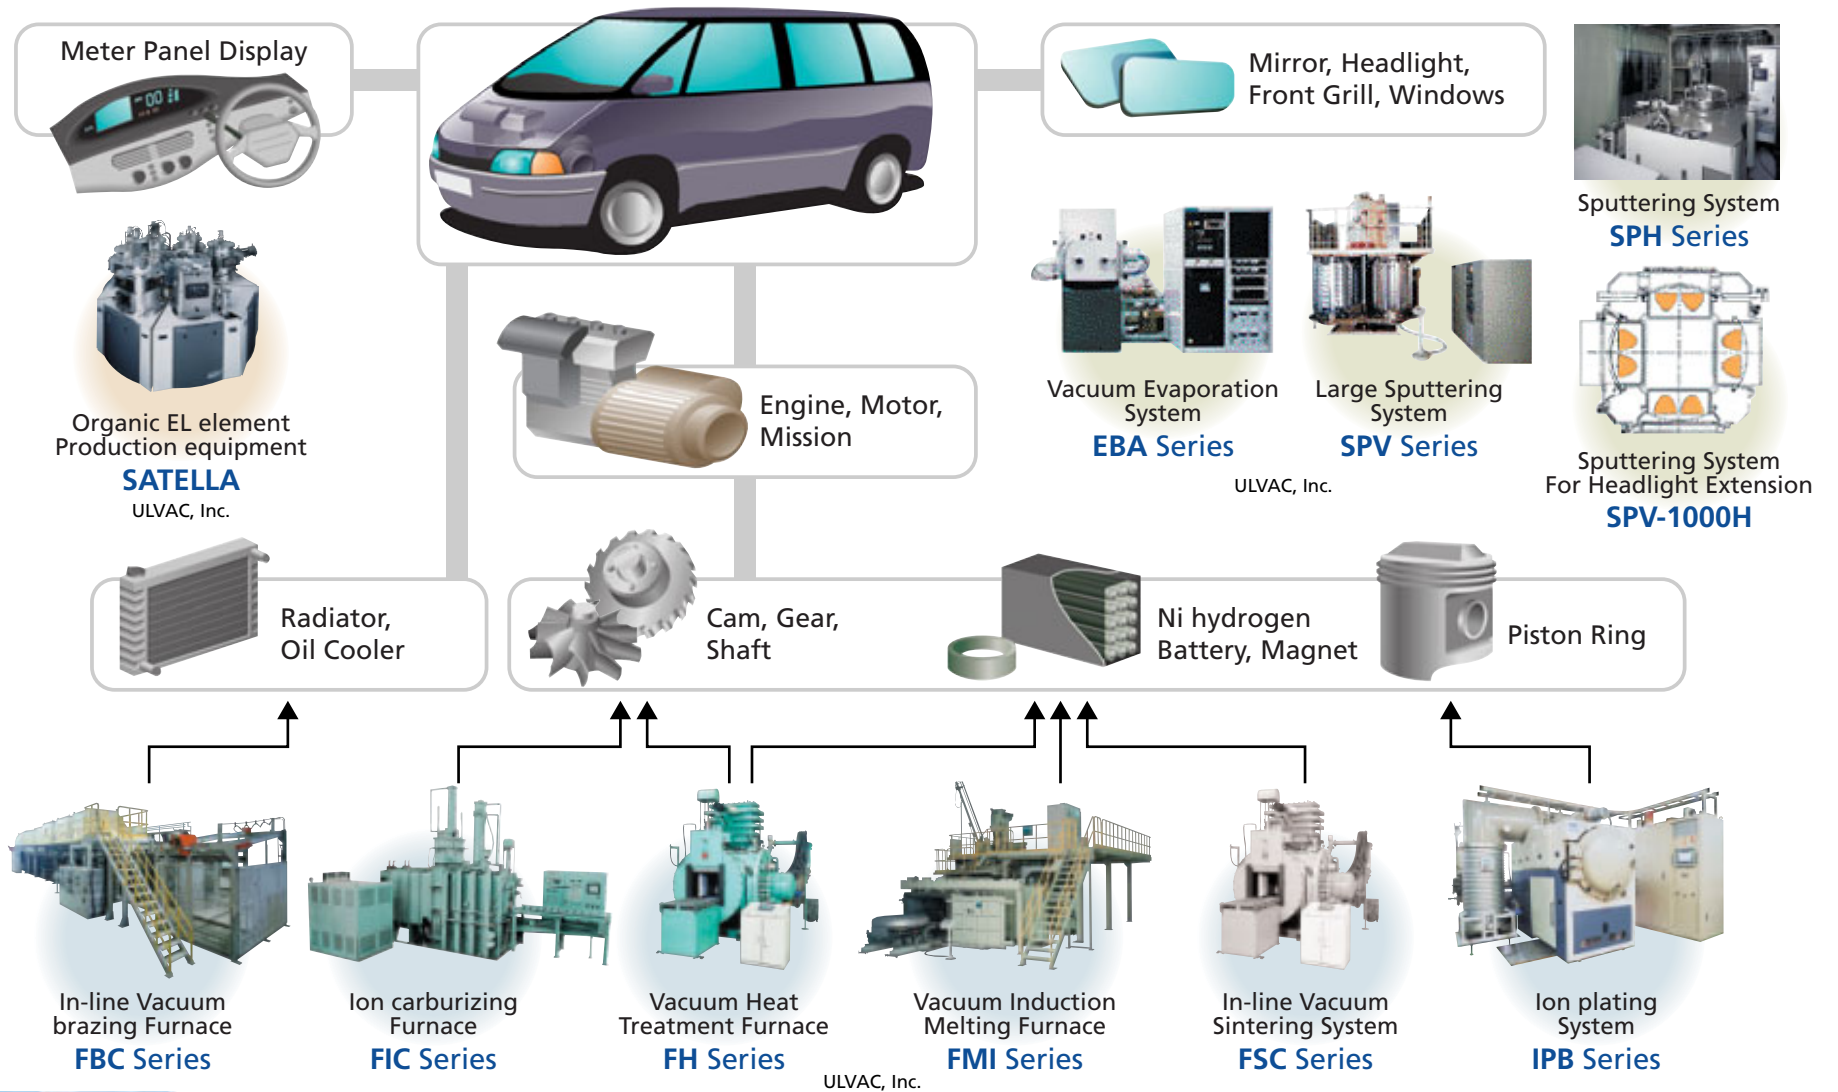 Meter Panel Display
Mirror, Headlight,
Front Grill, Windows
Sputtering System
SPH Series
Organic EL element
Production equipment
SATELLA
ULVAC, Inc.
Engine, Motor,
Mission
Vacuum Evaporation
System
EBA Series
Large Sputtering
System
SPV Series
ULVAC, Inc.
Sputtering System
For Headlight Extension
SPV-1000H
Radiator,
Oil Cooler
Cam, Gear,
Shaft
Ni hydrogen
Battery, Magnet
Piston Ring
In-line Vacuum
brazing Furnace
FBC Series
Ion carburizing
Furnace
FIC Series
Vacuum Heat
Treatment Furnace
FH Series
Vacuum Induction
Melting Furnace
FMI Series
In-line Vacuum
Sintering System
FSC Series
Ion plating
System
IPB Series
ULVAC, Inc.